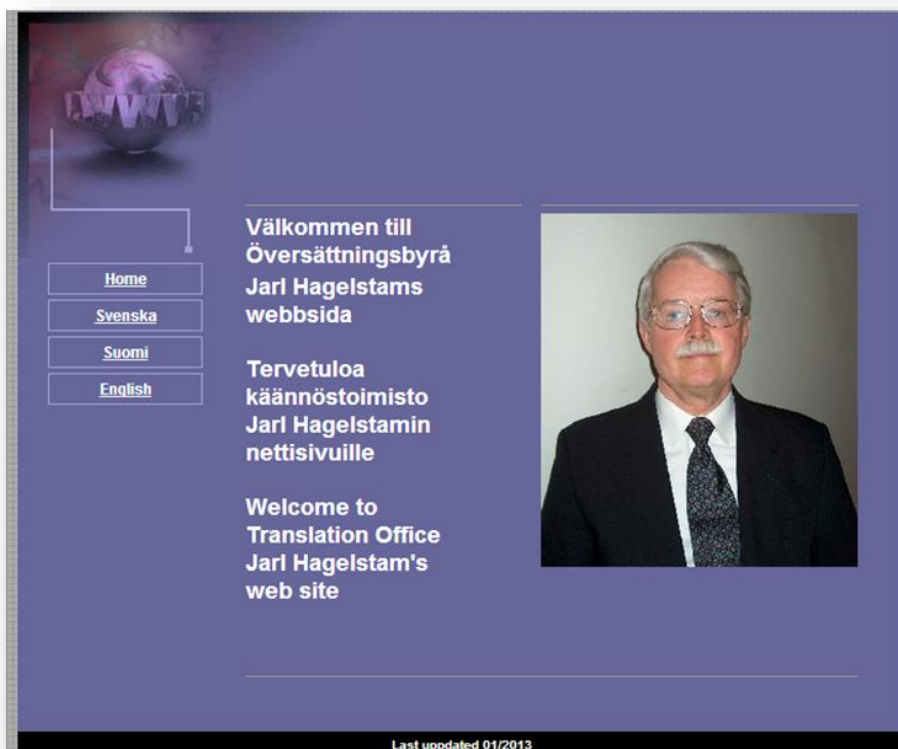 WWW
Home
Svenska
Suomi
English
Välkommen till
Översättningsbyrå
Jarl Hagelstams
webbsida
Tervetuloa
käännöstoimisto
Jarl Hagelstamin
nettisivuille
Welcome to
Translation Office
Jarl Hagelstam's
web site
Last uppdated 01/2013